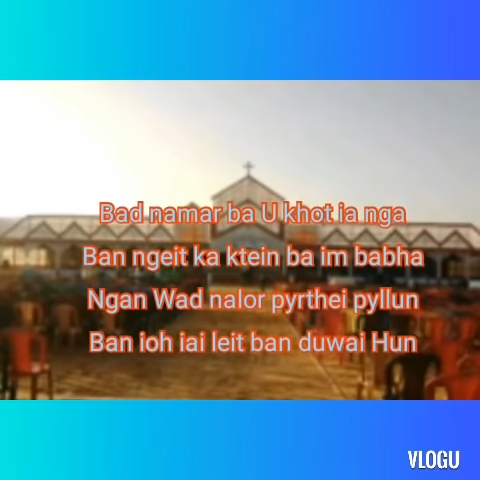 Bad namar ba U khot ia nga
Ban ngeit ka ktein ba im babha
Ngan Wad nalor pyrthei pyllun
Ban ioh iai leit ban duwai Hun
VLOGU